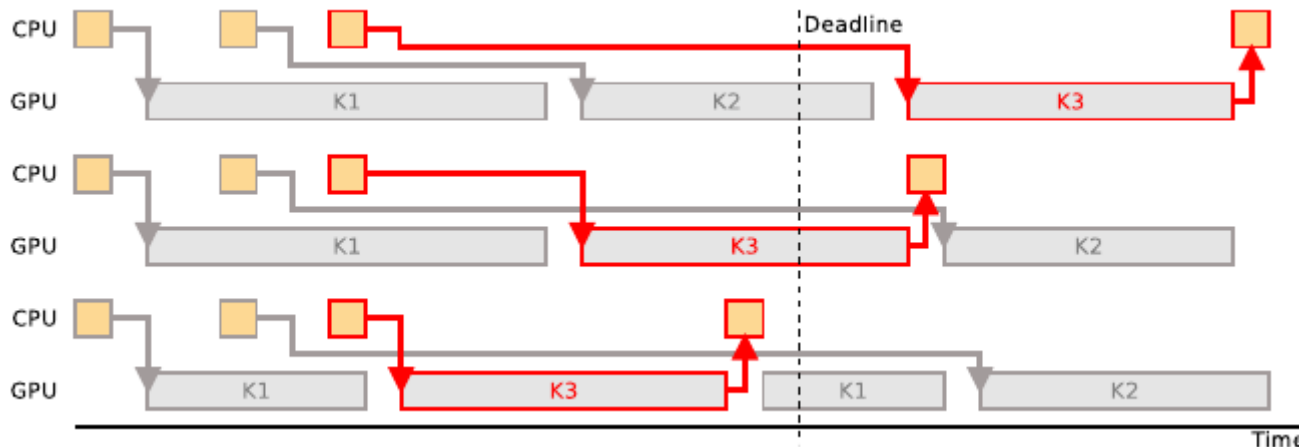 CPU
Deadline
GPU K1 K2 K3
CPU
GPU K1 K3 K2
CPU
GPU K1 K3 K1 K2
Time